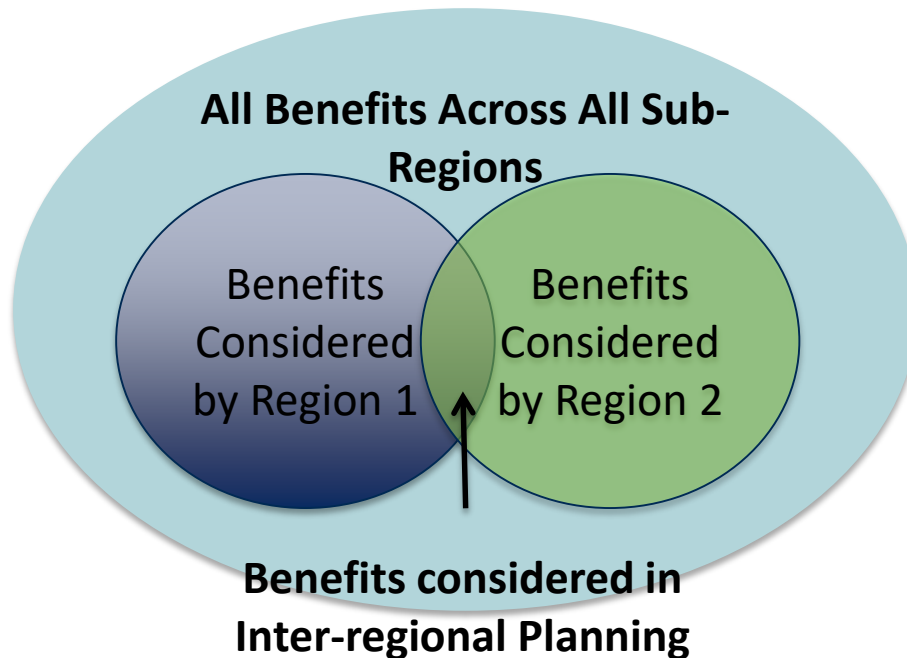 All Benefits Across All Sub-
Regions
Benefits
Considered
by Region 1
Benefits
Considered
by Region 2
Benefits considered in
Inter-regional Planning